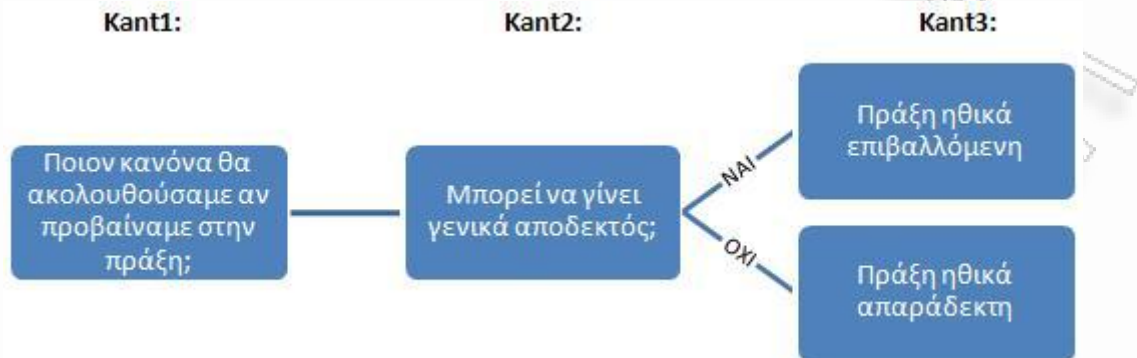 Kant1:
Kant2:
Kant3:
Ποιον κανόνα θα
ακολουθούσαμε αν
προβαίναμε στην
πράξη;
Μπορεί να γίνει
γενικά αποδεκτός;
ΝΑΙ
Πράξη ηθικά
επιβαλλόμενη
ΟΧΙ
Πράξη ηθικά
απαράδεκτη